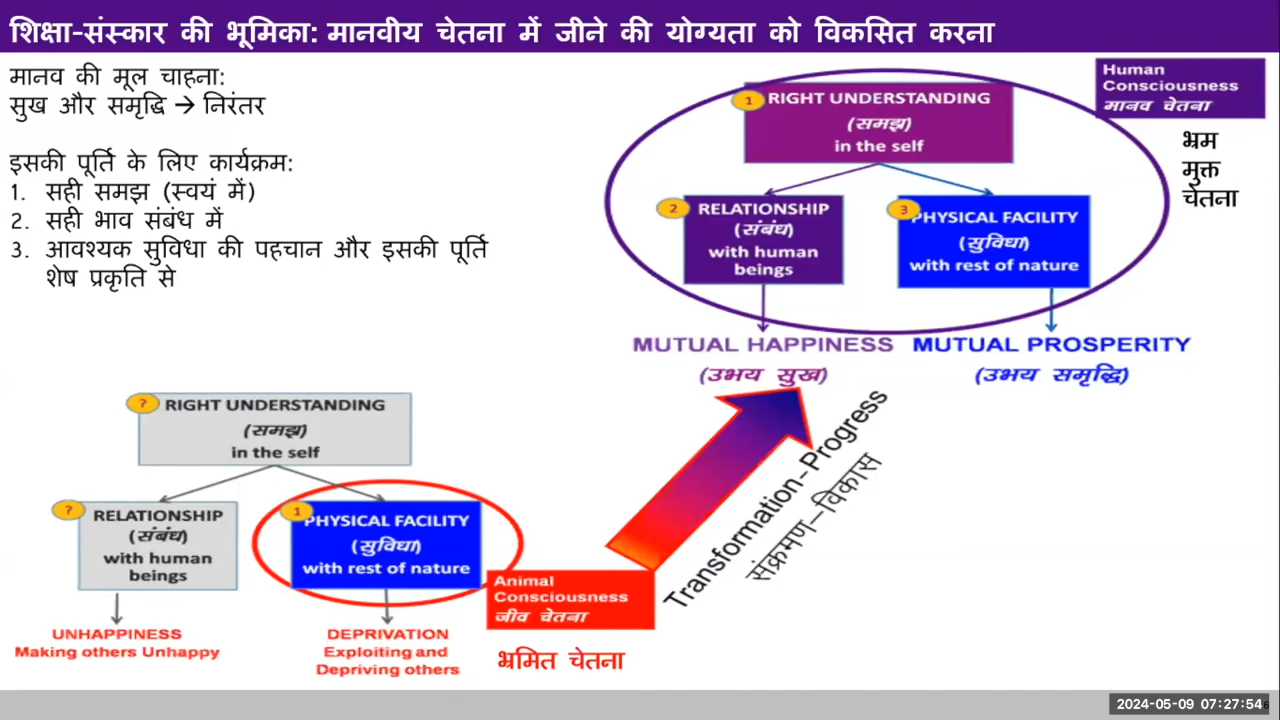 शिक्षा-संस्कार की भूमिका: मानवीय चेतना में जीने की योग्यता को विकसित करना
मानव की मूल चाहना:
सुख और समृद्धि → निरंतर
इसकी पूर्ति के लिए कार्यक्रम:
1. सही समझ (स्वयं में)
2. सही भाव संबंध में
3. आवश्यक सुविधा की पहचान और इसकी पूर्ति
शेष प्रकृति से
Human
Consciousness
मानव चेतना
भ्रम
मुक्त
चेतना
1
RIGHT UNDERSTANDING
(समझ)
in the self
2
RELATIONSHIP
(संबंध)
with human
beings
3
PHYSICAL FACILITY
(सुविधा)
with rest of nature
MUTUAL HAPPINESS
(उभय सुख)
MUTUAL PROSPERITY
(उभय समृद्धि)
Transformation–Progress
संक्रमण–विकास
?
RIGHT UNDERSTANDING
(समझ)
in the self
?
RELATIONSHIP
(संबंध)
with human
beings
1
PHYSICAL FACILITY
(सुविधा)
with rest of nature
Animal
Consciousness
जीव चेतना
भ्रमित चेतना
UNHAPPINESS
Making others Unhappy
DEPRIVATION
Exploiting and
Depriving others
2024-05-09 07:27:54